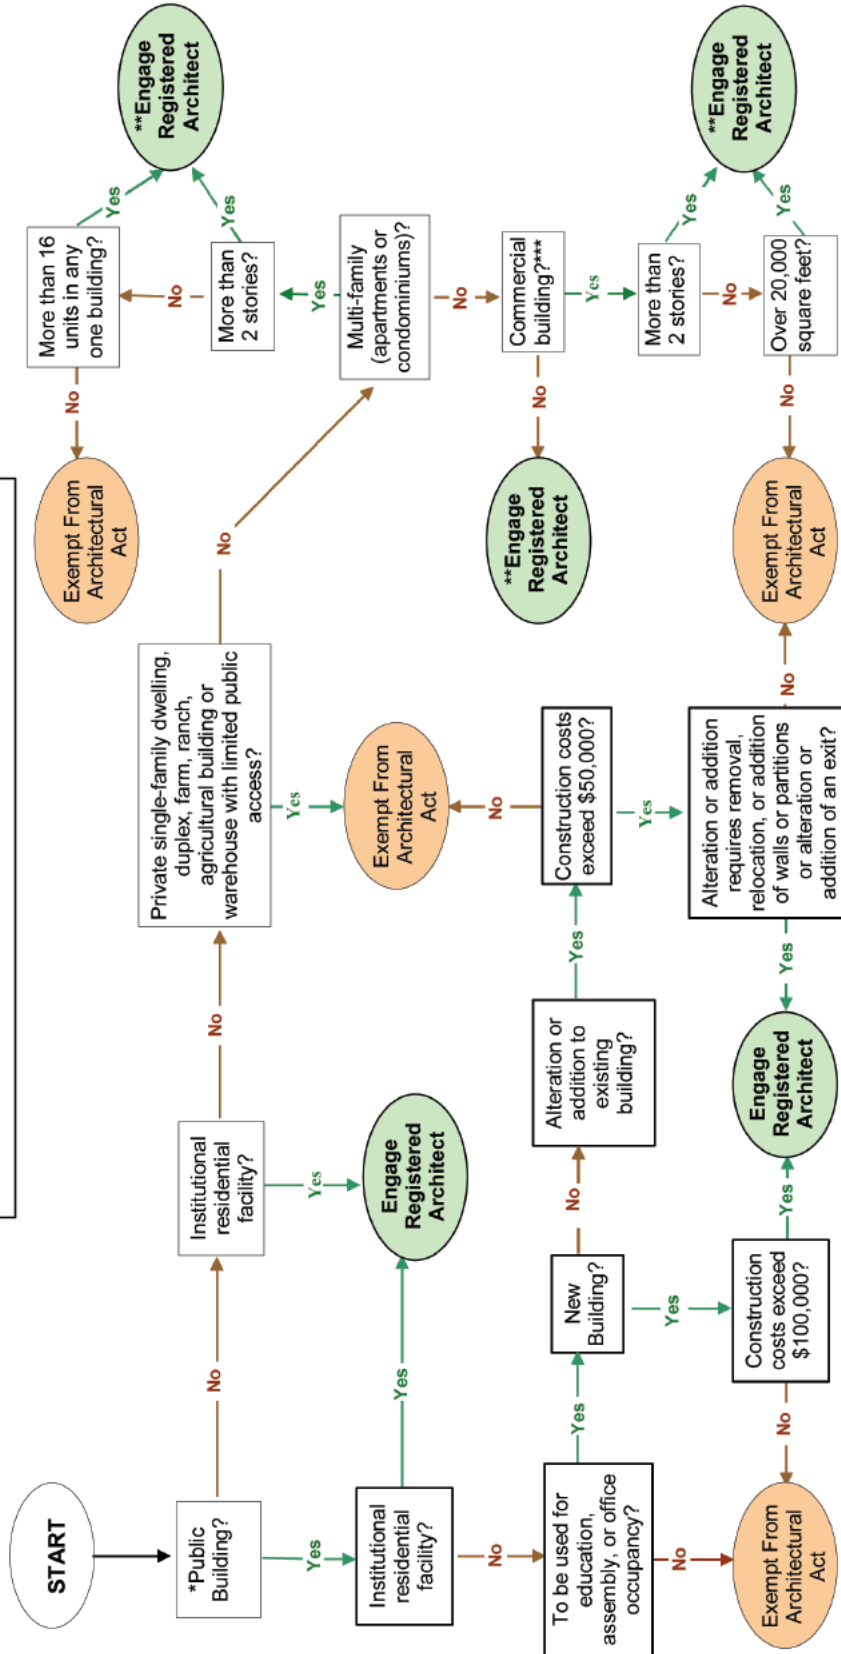 START
*Public
Building?
No
Yes
Institutional
residential
facility?
No
Yes
Private single-family dwelling,
duplex, farm, ranch,
agricultural building or
warehouse with limited public
access?
No
Yes
Exempt From
Architectural
Act
Multi-family
(apartments or
condominiums)?
Yes
No
More than
2 stories?
Yes
No
More than 16
units in any
one building?
Yes
No
**Engage
Registered
Architect
Exempt From
Architectural
Act
Commercial
building?***
No
Yes
**Engage
Registered
Architect
More than
2 stories?
Yes
No
Over 20,000
square feet?
Yes
No
**Engage
Registered
Architect
Exempt From
Architectural
Act
Institutional
residential
facility?
Yes
No
Engage
Registered
Architect
To be used for
education,
assembly, or office
occupancy?
Yes
No
Exempt From
Architectural
Act
New
Building?
No
Yes
Construction
costs exceed
$100,000?
Yes
No
Engage
Registered
Architect
Alteration or
addition to
existing
building?
Yes
Construction costs
exceed $50,000?
No
Yes
Alteration or addition
requires removal,
relocation, or addition
of walls or partitions
or alteration or
addition of an exit?
Yes
No